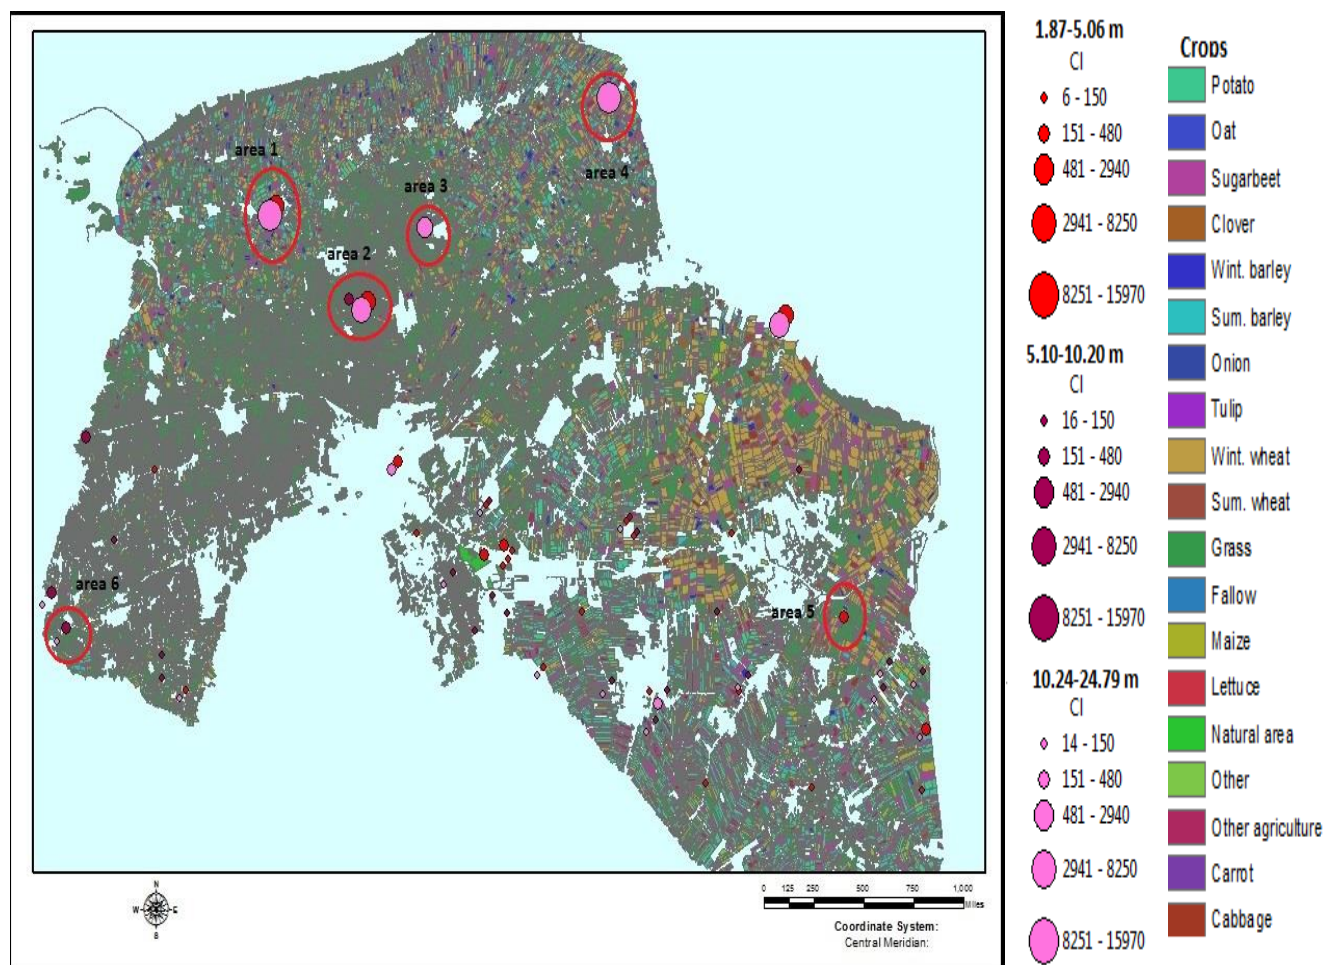 area 1
area 2
area 3
area 4
area 5
area 6
N
W
E
S
0 125 250 500 750 1,000
Miles
Coordinate System:
Central Meridian:
1.87-5.06 m
CI
6 - 150
151 - 480
481 - 2940
2941 - 8250
8251 - 15970
5.10-10.20 m
CI
16 - 150
151 - 480
481 - 2940
2941 - 8250
8251 - 15970
10.24-24.79 m
CI
14 - 150
151 - 480
481 - 2940
2941 - 8250
8251 - 15970
Crops
Potato
Oat
Sugarbeet
Clover
Wint. barley
Sum. barley
Onion
Tulip
Wint. wheat
Sum. wheat
Grass
Fallow
Maize
Lettuce
Natural area
Other
Other agriculture
Carrot
Cabbage